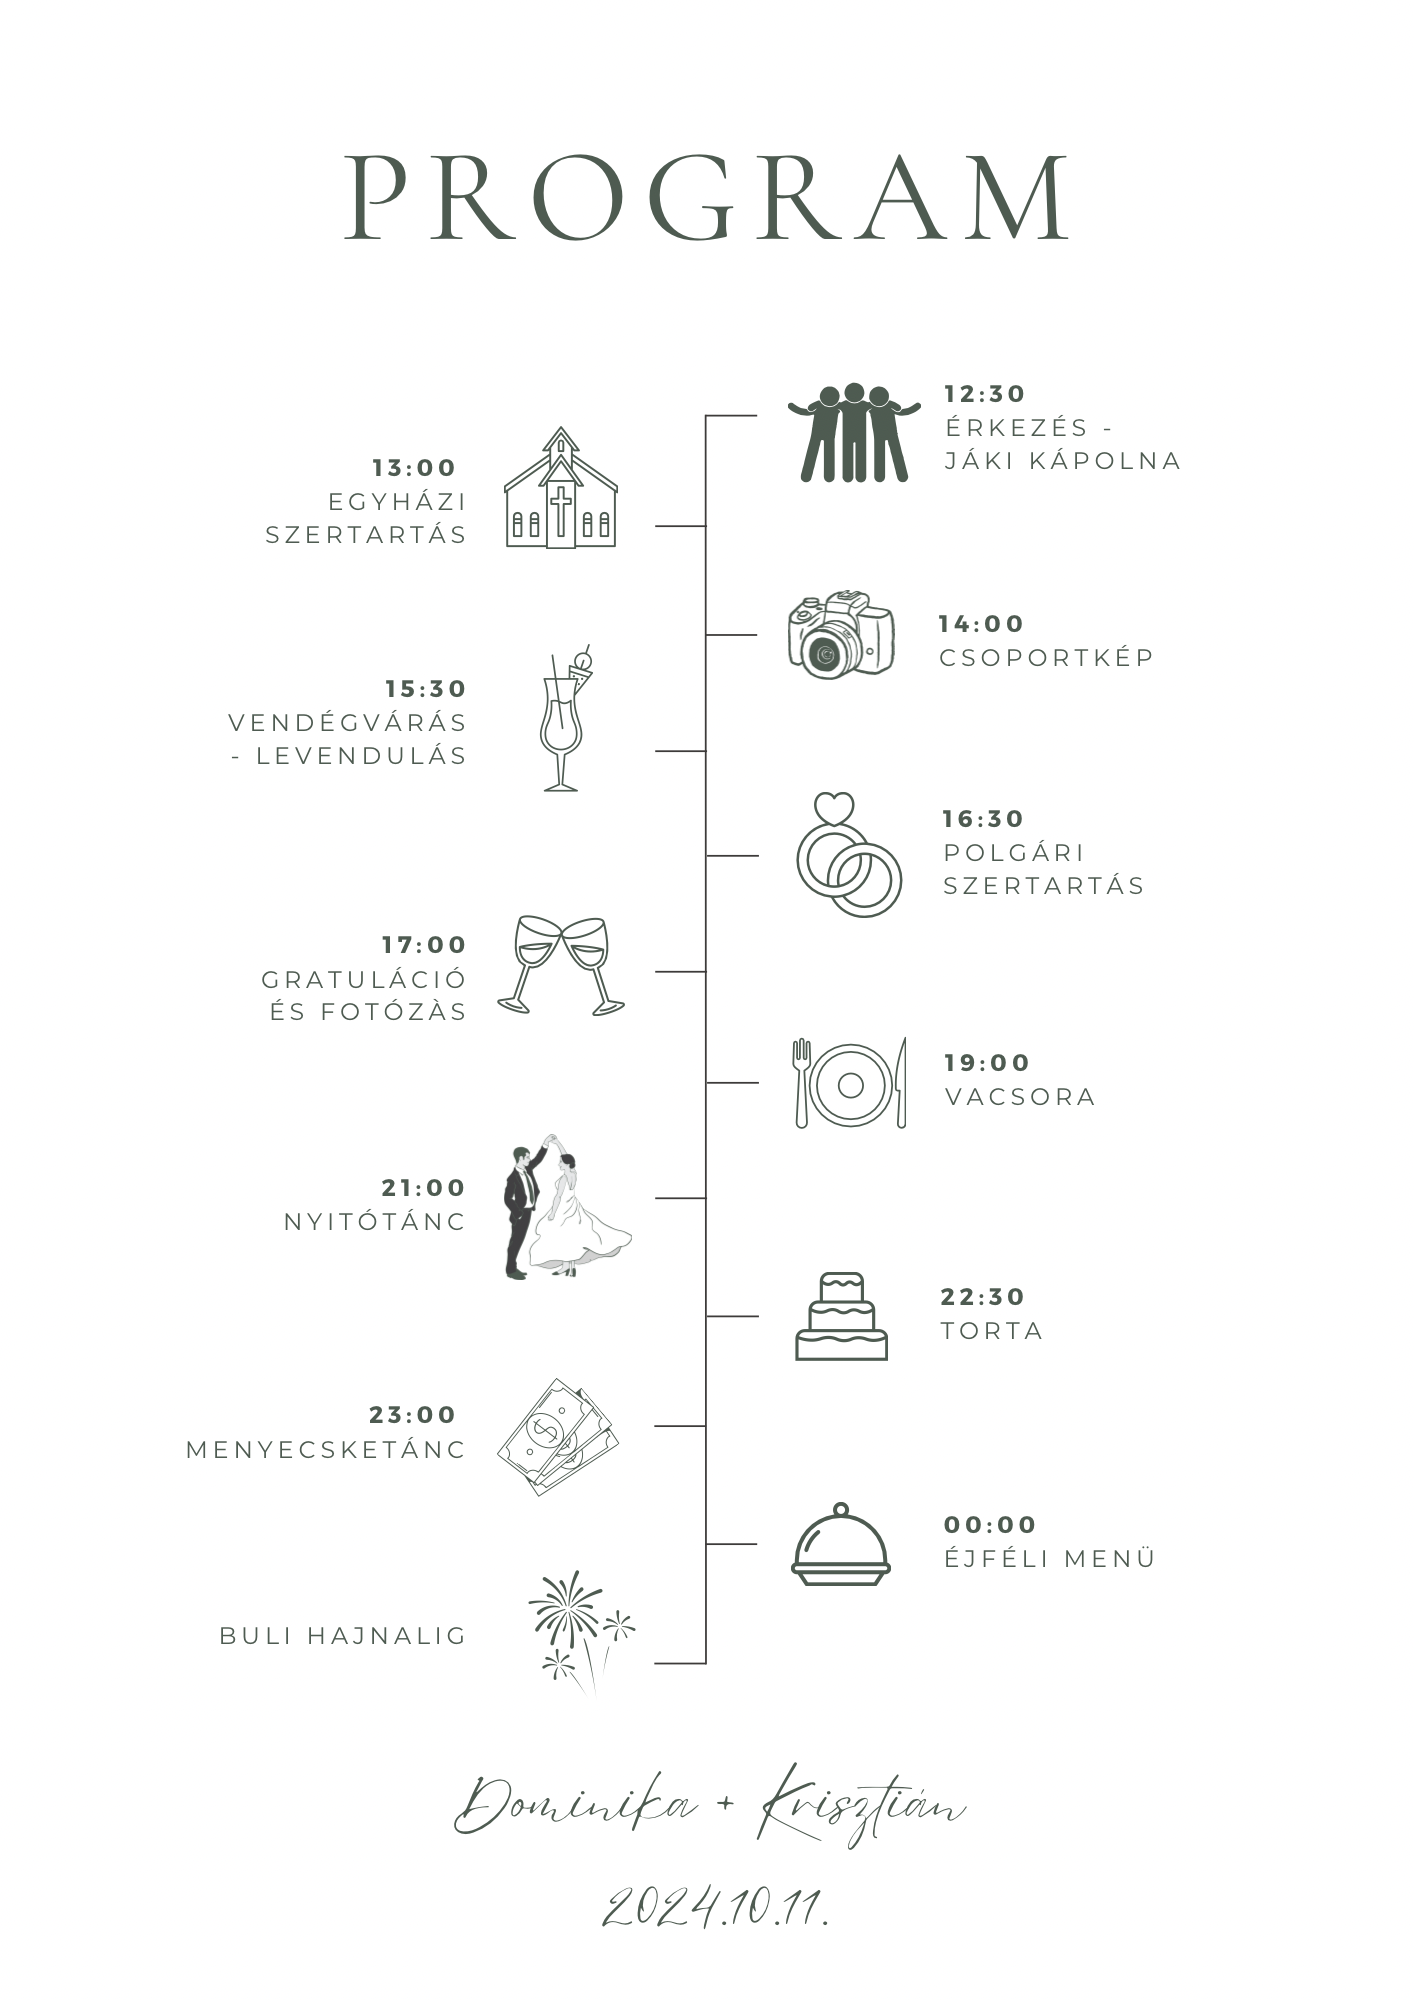 PROGRAM
12:30
ÉRKEZÉS -
JÁKI KÁPOLNA
13:00
EGYHÁZI
SZERTARTÁS
14:00
CSOPORTKÉP
15:30
VENDÉGVÁRÁS
- LEVENDULÁS
16:30
POLGÁRI
SZERTARTÁS
17:00
GRATULÁCIÓ
ÉS FOTÓZÀS
19:00
VACSORA
21:00
NYITÓTÁNC
22:30
TORTA
23:00
MENYECSKETÁNC
00:00
ÉJFÉLI MENÜ
BULI HAJNALIG
Dominika + Krisztián
2024.10.11.